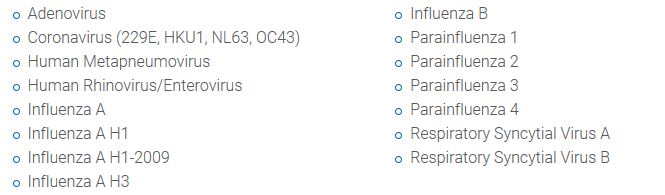 Adenovirus
Coronavirus (229E, HKU1, NL63, OC43)
Human Metapneumovirus
Human Rhinovirus/Enterovirus
Influenza A
Influenza A H1
Influenza A H1-2009
Influenza A H3
Influenza B
Parainfluenza 1
Parainfluenza 2
Parainfluenza 3
Parainfluenza 4
Respiratory Syncytial Virus A
Respiratory Syncytial Virus B